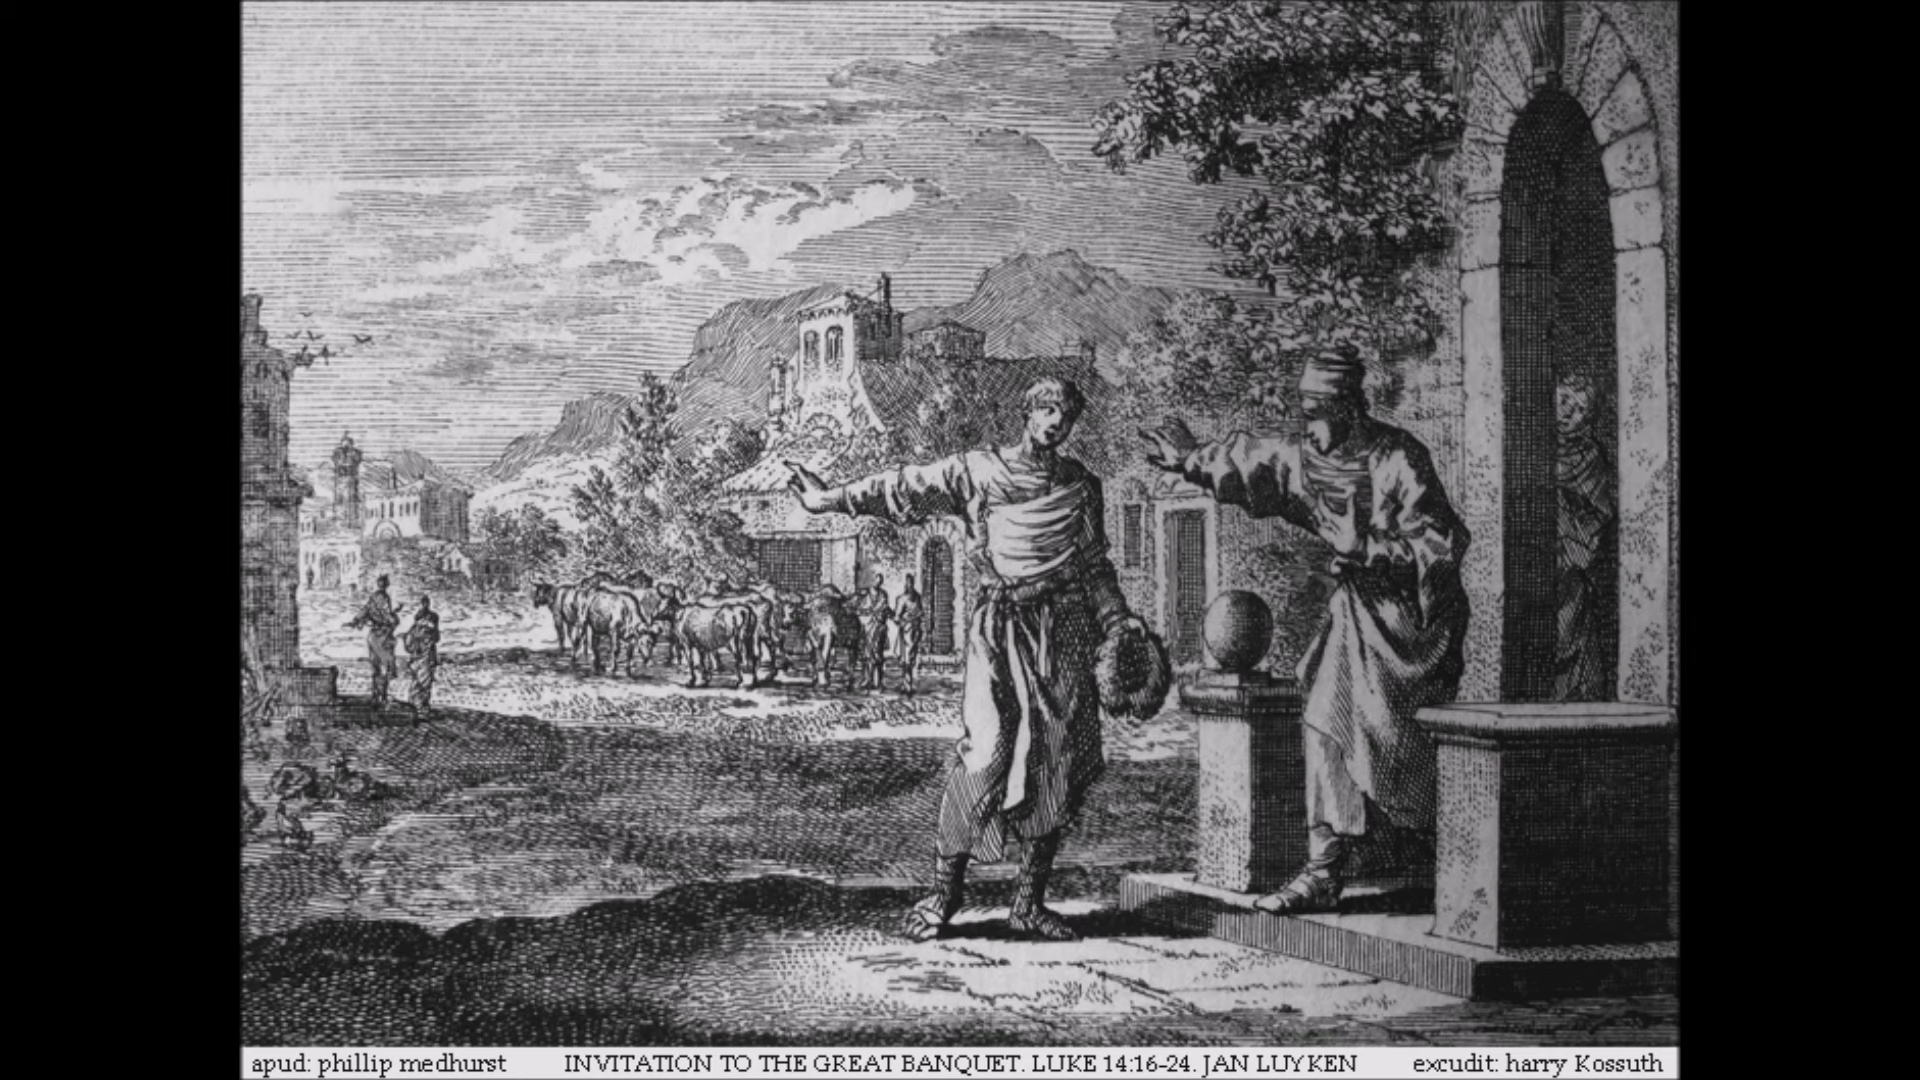 apud: phillip medhurst INVITATION TO THE GREAT BANQUET. LUKE 14:16-24. JAN LUYKEN excudit: harry Kossuth